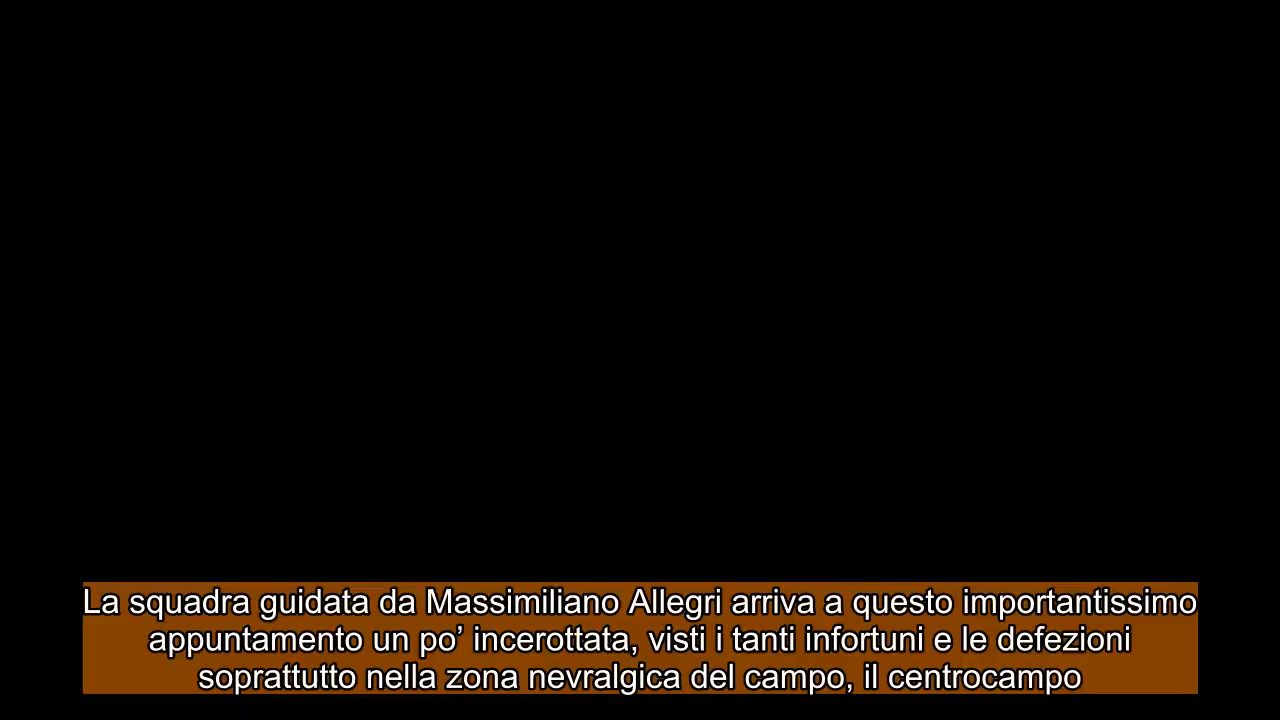 La squadra guidata da Massimiliano Allegri arriva a questo importantissimo
appuntamento un po’ incerottata, visti i tanti infortuni e le defezioni
soprattutto nella zona nevralgica del campo, il centrocampo